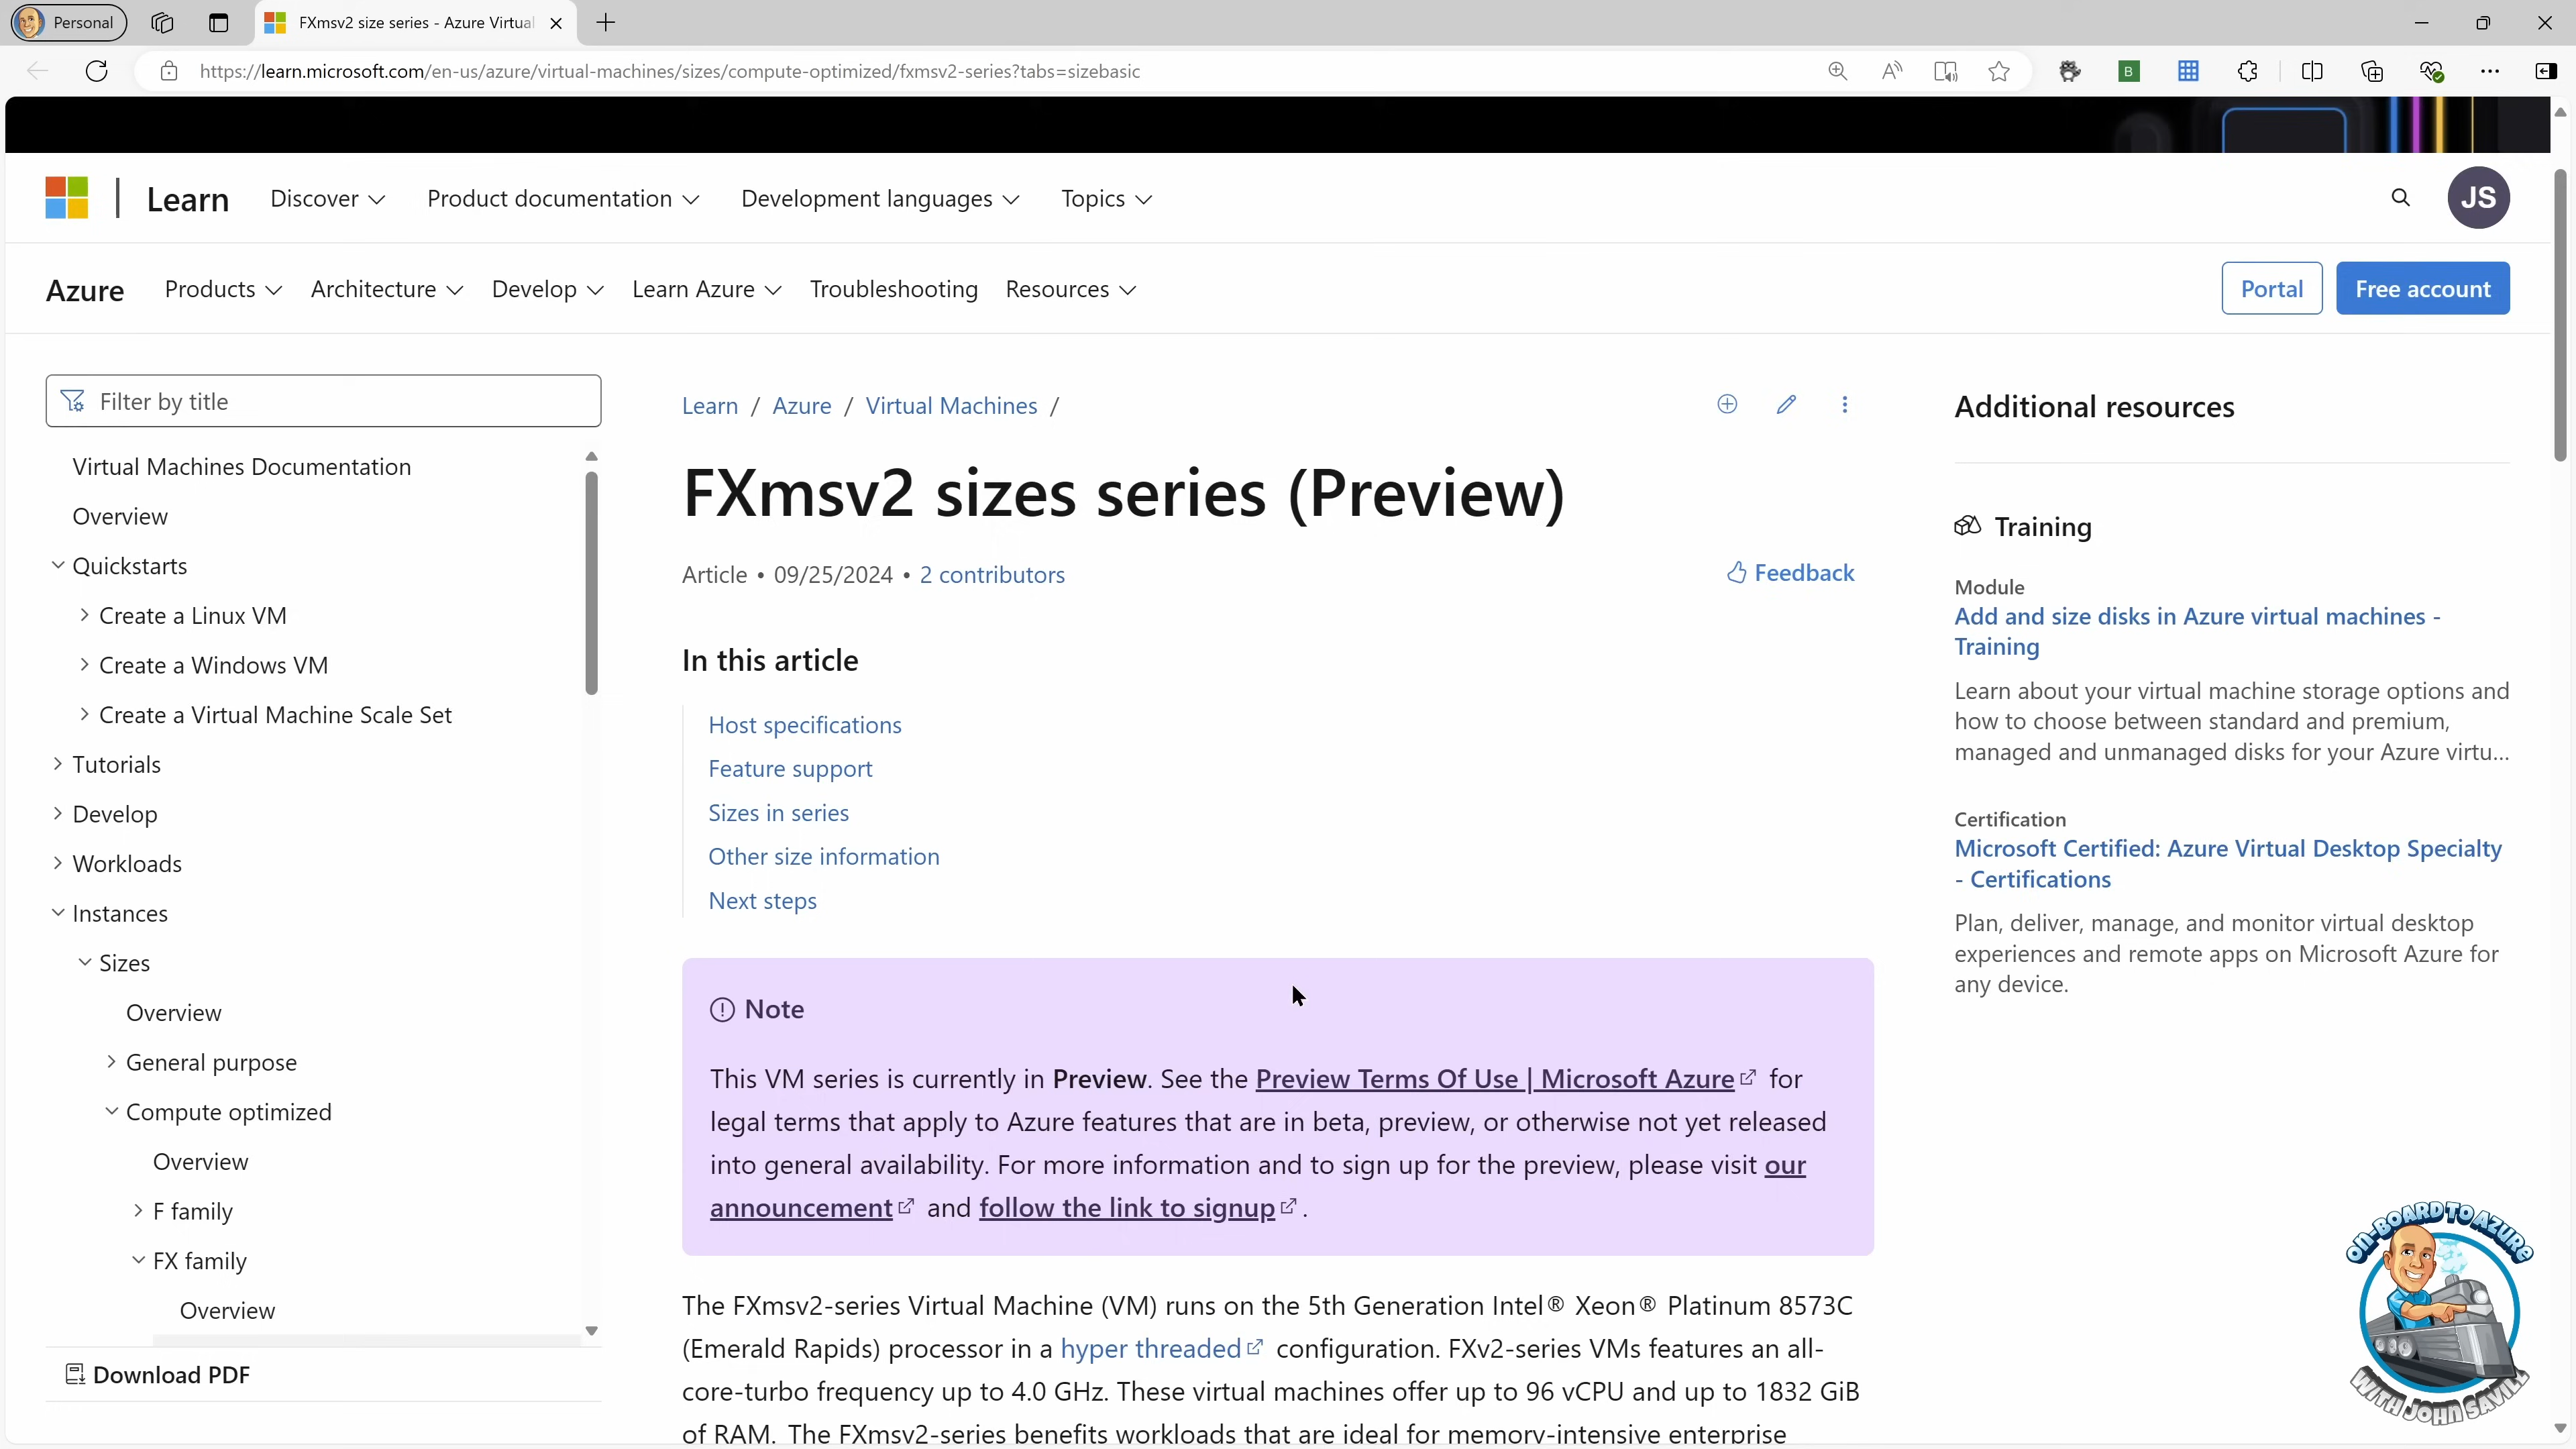 Personal
FXmsv2 size series - Azure Virtual
https://learn.microsoft.com/en-us/azure/virtual-machines/sizes/compute-optimized/fxmsv2-series?tabs=sizebasic
B
Learn
Discover
Product documentation
Development languages
Topics
JS
Azure
Products
Architecture
Develop
Learn Azure
Troubleshooting
Resources
Portal
Free account
Filter by title
Virtual Machines Documentation
Overview
Quickstarts
Create a Linux VM
Create a Windows VM
Create a Virtual Machine Scale Set
Tutorials
Develop
Workloads
Instances
Sizes
Overview
General purpose
Compute optimized
Overview
F family
FX family
Overview
Download PDF
Learn / Azure / Virtual Machines /
FXmsv2 sizes series (Preview)
Article • 09/25/2024 • 2 contributors
Feedback
In this article
Host specifications
Feature support
Sizes in series
Other size information
Next steps
Note
This VM series is currently in Preview. See the Preview Terms Of Use | Microsoft Azure for
legal terms that apply to Azure features that are in beta, preview, or otherwise not yet released
into general availability. For more information and to sign up for the preview, please visit our
announcement and follow the link to signup .
The FXmsv2-series Virtual Machine (VM) runs on the 5th Generation Intel® Xeon® Platinum 8573C
(Emerald Rapids) processor in a hyper threaded configuration. FXv2-series VMs features an all-
core-turbo frequency up to 4.0 GHz. These virtual machines offer up to 96 vCPU and up to 1832 GiB
of RAM. The FXmsv2-series benefits workloads that are ideal for memory-intensive enterprise
Additional resources
Training
Module
Add and size disks in Azure virtual machines -
Training
Learn about your virtual machine storage options and
how to choose between standard and premium,
managed and unmanaged disks for your Azure virtu...
Certification
Microsoft Certified: Azure Virtual Desktop Specialty
- Certifications
Plan, deliver, manage, and monitor virtual desktop
experiences and remote apps on Microsoft Azure for
any device.
ON-BOARD TO AZURE
WITH JOHN SAVILL